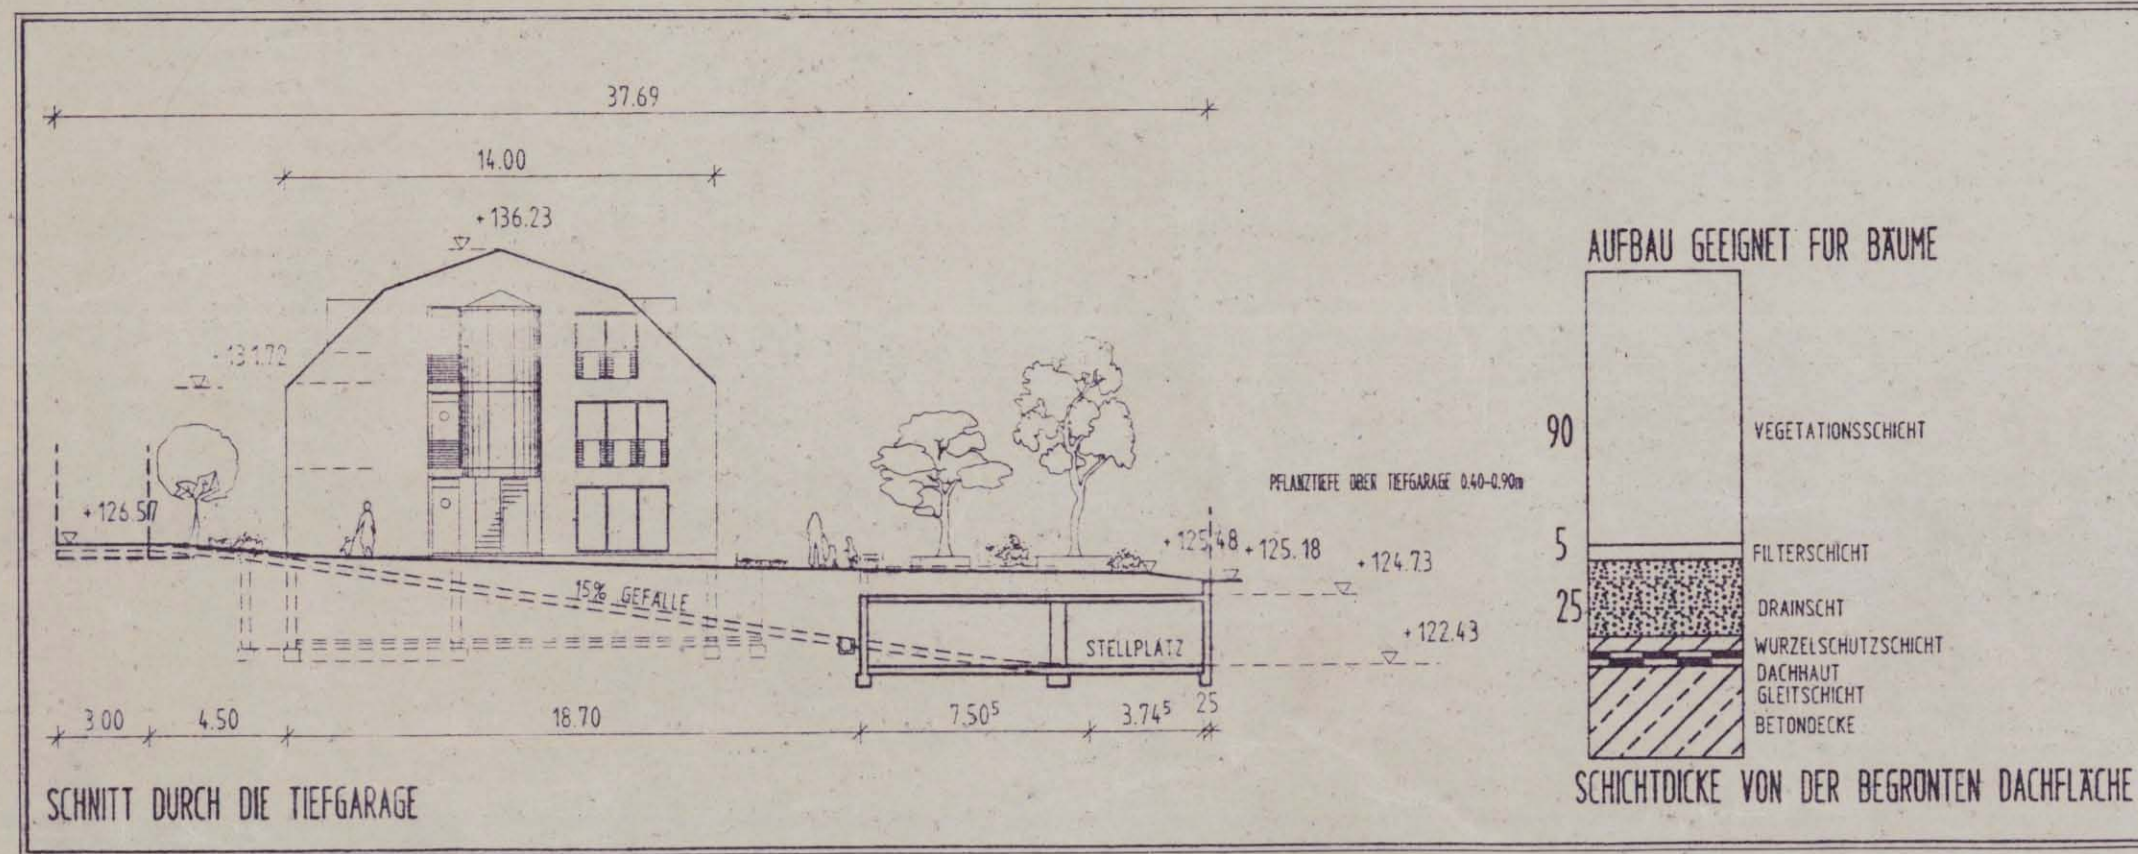 37.69
14.00
+136.23
+131.72
+126.57
15% GEFÄLLE
STELLPLATZ
+125.48
+125.18
+124.73
+122.43
3.00 4.50 18.70 7.50⁵ 3.74⁵ 25
SCHNITT DURCH DIE TIEFGARAGE
PFLANZTIEFE ÜBER TIEFGARAGE 0.40-0.90m
AUFBAU GEEIGNET FÜR BÄUME
90 VEGETATIONSSCHICHT
5 FILTERSCHICHT
25 DRAINSCHT
WURZELSCHUTZSCHICHT
DACHHAUT
GLEITSCHICHT
BETONDECKE
SCHICHTDICKE VON DER BEGRÜNTEN DACHFLÄCHE